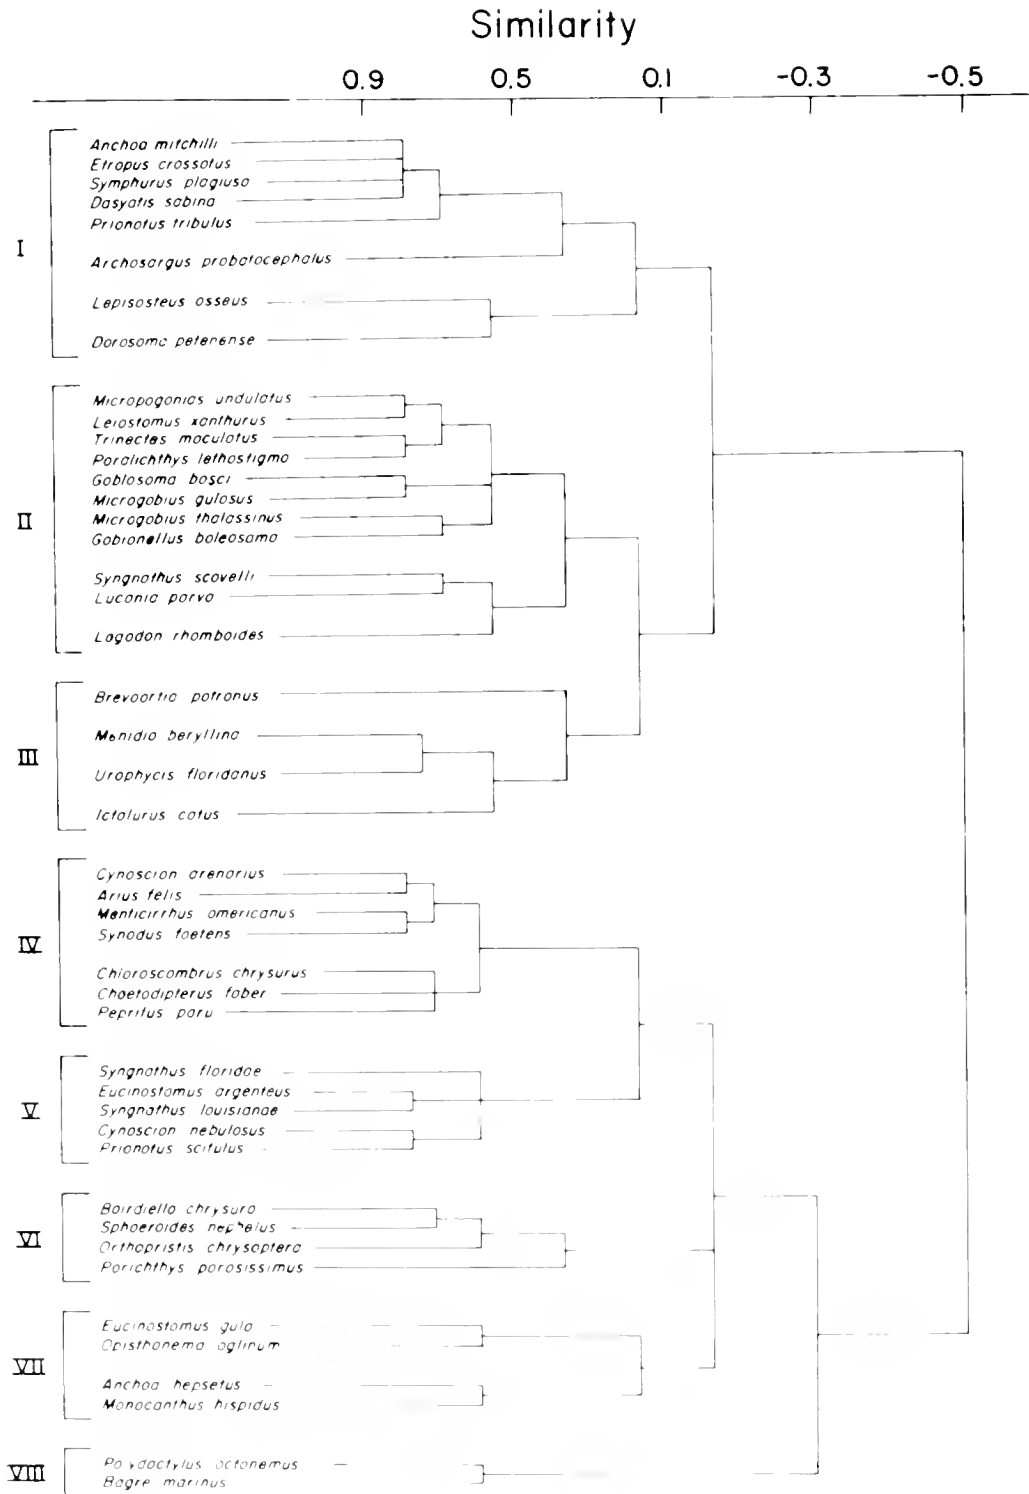 Similarity
0.9 0.5 0.1 -0.3 -0.5
I
Anchoa mitchilli
Etropus crossotus
Symphurus plagiusa
Dasyatis sabina
Prionotus tribulus
Archosargus probatocephalus
Lepisosteus osseus
Dorosoma petenense
II
Micropogonias undulatus
Leiostomus xanthurus
Trinectes maculatus
Paralichthys lethostigma
Gobiosoma bosci
Microgobius gulosus
Microgobius thalassinus
Gobionellus boleosoma
Syngnathus scovelli
Lucania parva
Lagodon rhomboides
III
Brevoortia patronus
Menidia beryllina
Urophycis floridanus
Ictalurus catus
IV
Cynoscion arenarius
Arius felis
Menticirrhus americanus
Synodus foetens
Chloroscombrus chrysurus
Chaetodipterus faber
Peprilus paru
V
Syngnathus floridae
Eucinostomus argenteus
Syngnathus louisianae
Cynoscion nebulosus
Prionotus scitulus
VI
Bairdiella chrysura
Sphoeroides nephelus
Orthopristis chrysoptera
Porichthys porosissimus
VII
Eucinostomus gula
Opisthonema oglinum
Anchoa hepsetus
Monocanthus hispidus
VIII
Polydactylus octonemus
Bagre marinus